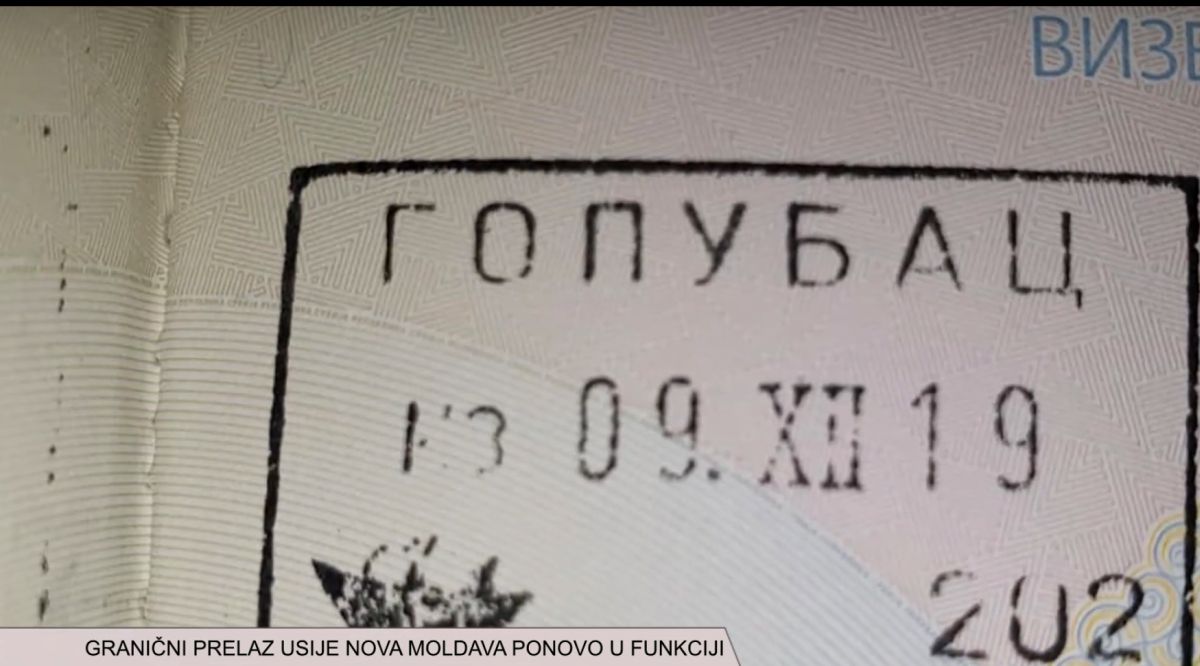 ВИЗЕ
ГОЛУБАЦ
09. XII 19
202
GRANIČNI PRELAZ USIJE NOVA MOLDAVA PONOVO U FUNKCIJI